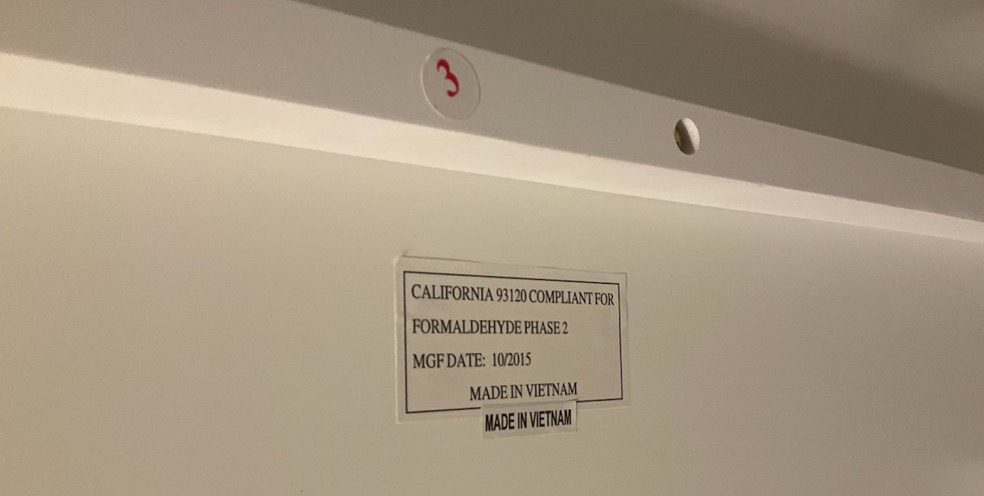 3
CALIFORNIA 93120 COMPLIANT FOR
FORMALDEHYDE PHASE 2
MGF DATE: 10/2015
MADE IN VIETNAM
MADE IN VIETNAM